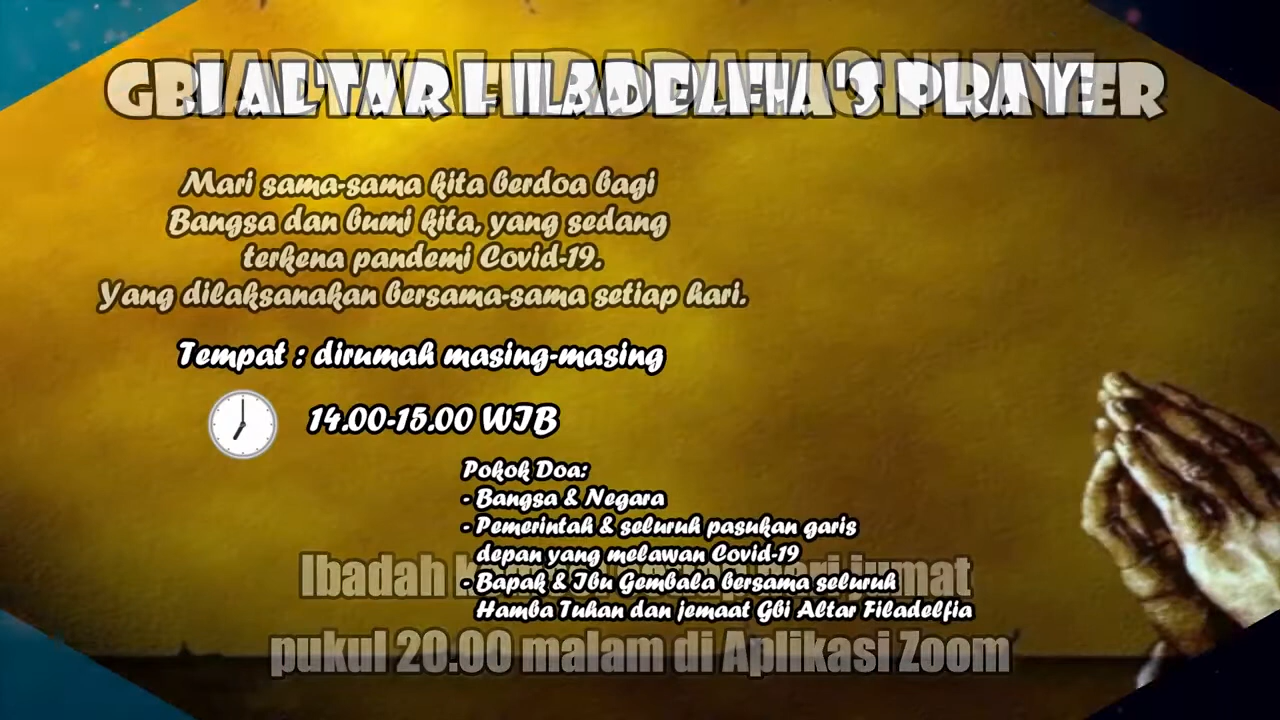 GBI ALTAR FILADELFIA'S PRAYER
Mari sama-sama kita berdoa bagi
Bangsa dan bumi kita, yang sedang
terkena pandemi Covid-19.
Yang dilaksanakan bersama-sama setiap hari.
Tempat : dirumah masing-masing
14.00-15.00 WIB
Pokok Doa:
- Bangsa & Negara
- Pemerintah & seluruh pasukan garis
depan yang melawan Covid-19
- Bapak & Ibu Gembala bersama seluruh
Hamba Tuhan dan jemaat Gbi Altar Filadelfia
Ibadah hari jumat
pukul 20.00 malam di Aplikasi Zoom